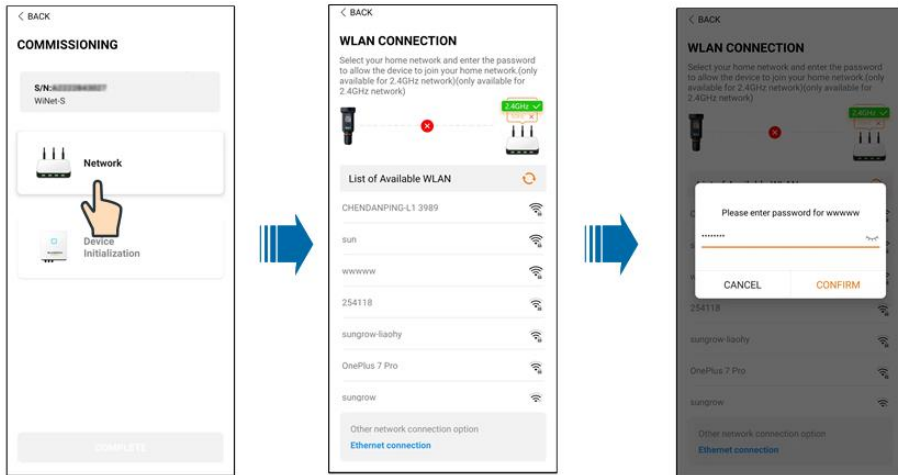 < BACK
COMMISSIONING
S/N:
WiNet-S
Network
Device
Initialization
COMPLETE
< BACK
WLAN CONNECTION
Select your home network and enter the password
to allow the device to join your home network.(only
available for 2.4GHz network)(only available for
2.4GHz network)
2.4GHz
List of Available WLAN
CHENDANPING-L1 3989
sun
wwwww
254118
sungrow-liaohy
OnePlus 7 Pro
sungrow
Other network connection option
Ethernet connection
< BACK
WLAN CONNECTION
Select your home network and enter the password
to allow the device to join your home network.(only
available for 2.4GHz network)(only available for
2.4GHz network)
2.4GHz
Please enter password for wwwww
········
CANCEL CONFIRM
254118
sungrow-liaohy
OnePlus 7 Pro
sungrow
Other network connection option
Ethernet connection